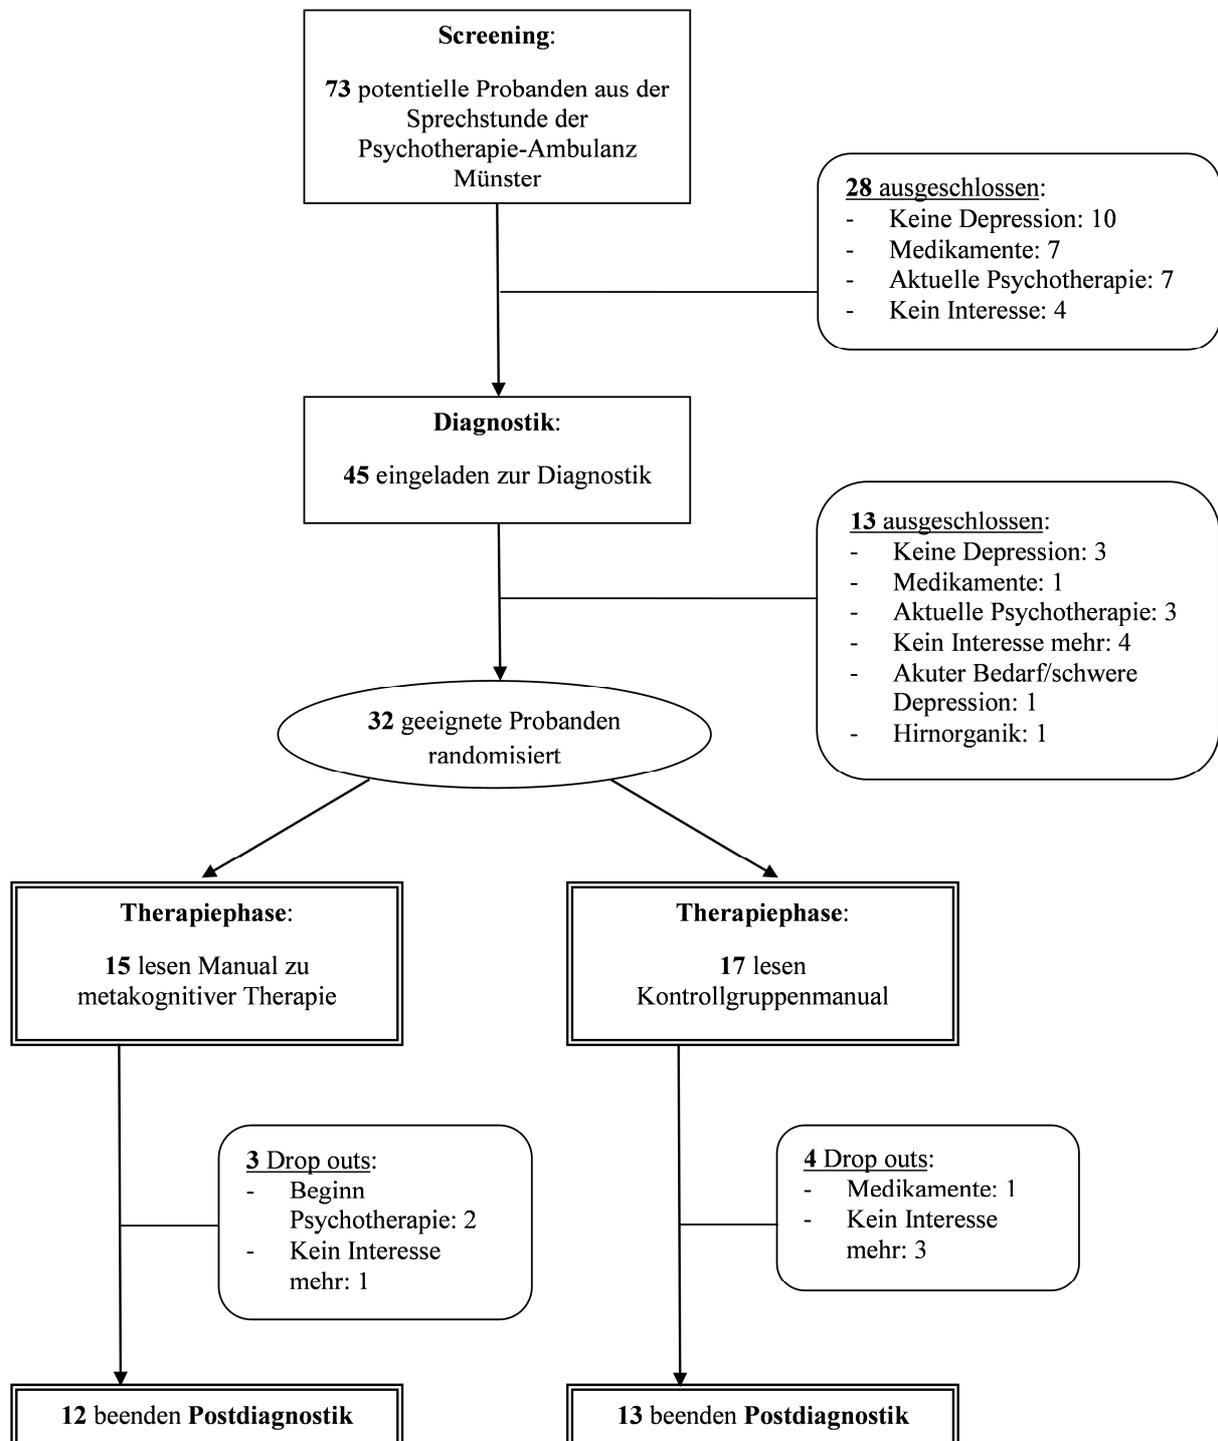 Screening:
73 potentielle Probanden aus der
Sprechstunde der
Psychotherapie-Ambulanz
Münster
28 ausgeschlossen:
- Keine Depression: 10
- Medikamente: 7
- Aktuelle Psychotherapie: 7
- Kein Interesse: 4
Diagnostik:
45 eingeladen zur Diagnostik
13 ausgeschlossen:
- Keine Depression: 3
- Medikamente: 1
- Aktuelle Psychotherapie: 3
- Kein Interesse mehr: 4
- Akuter Bedarf/schwere
Depression: 1
- Hirnorganik: 1
32 geeignete Probanden
randomisiert
Therapiephase:
15 lesen Manual zu
metakognitiver Therapie
Therapiephase:
17 lesen
Kontrollgruppenmanual
3 Drop outs:
- Beginn
Psychotherapie: 2
- Kein Interesse
mehr: 1
4 Drop outs:
- Medikamente: 1
- Kein Interesse
mehr: 3
12 beenden Postdiagnostik
13 beenden Postdiagnostik